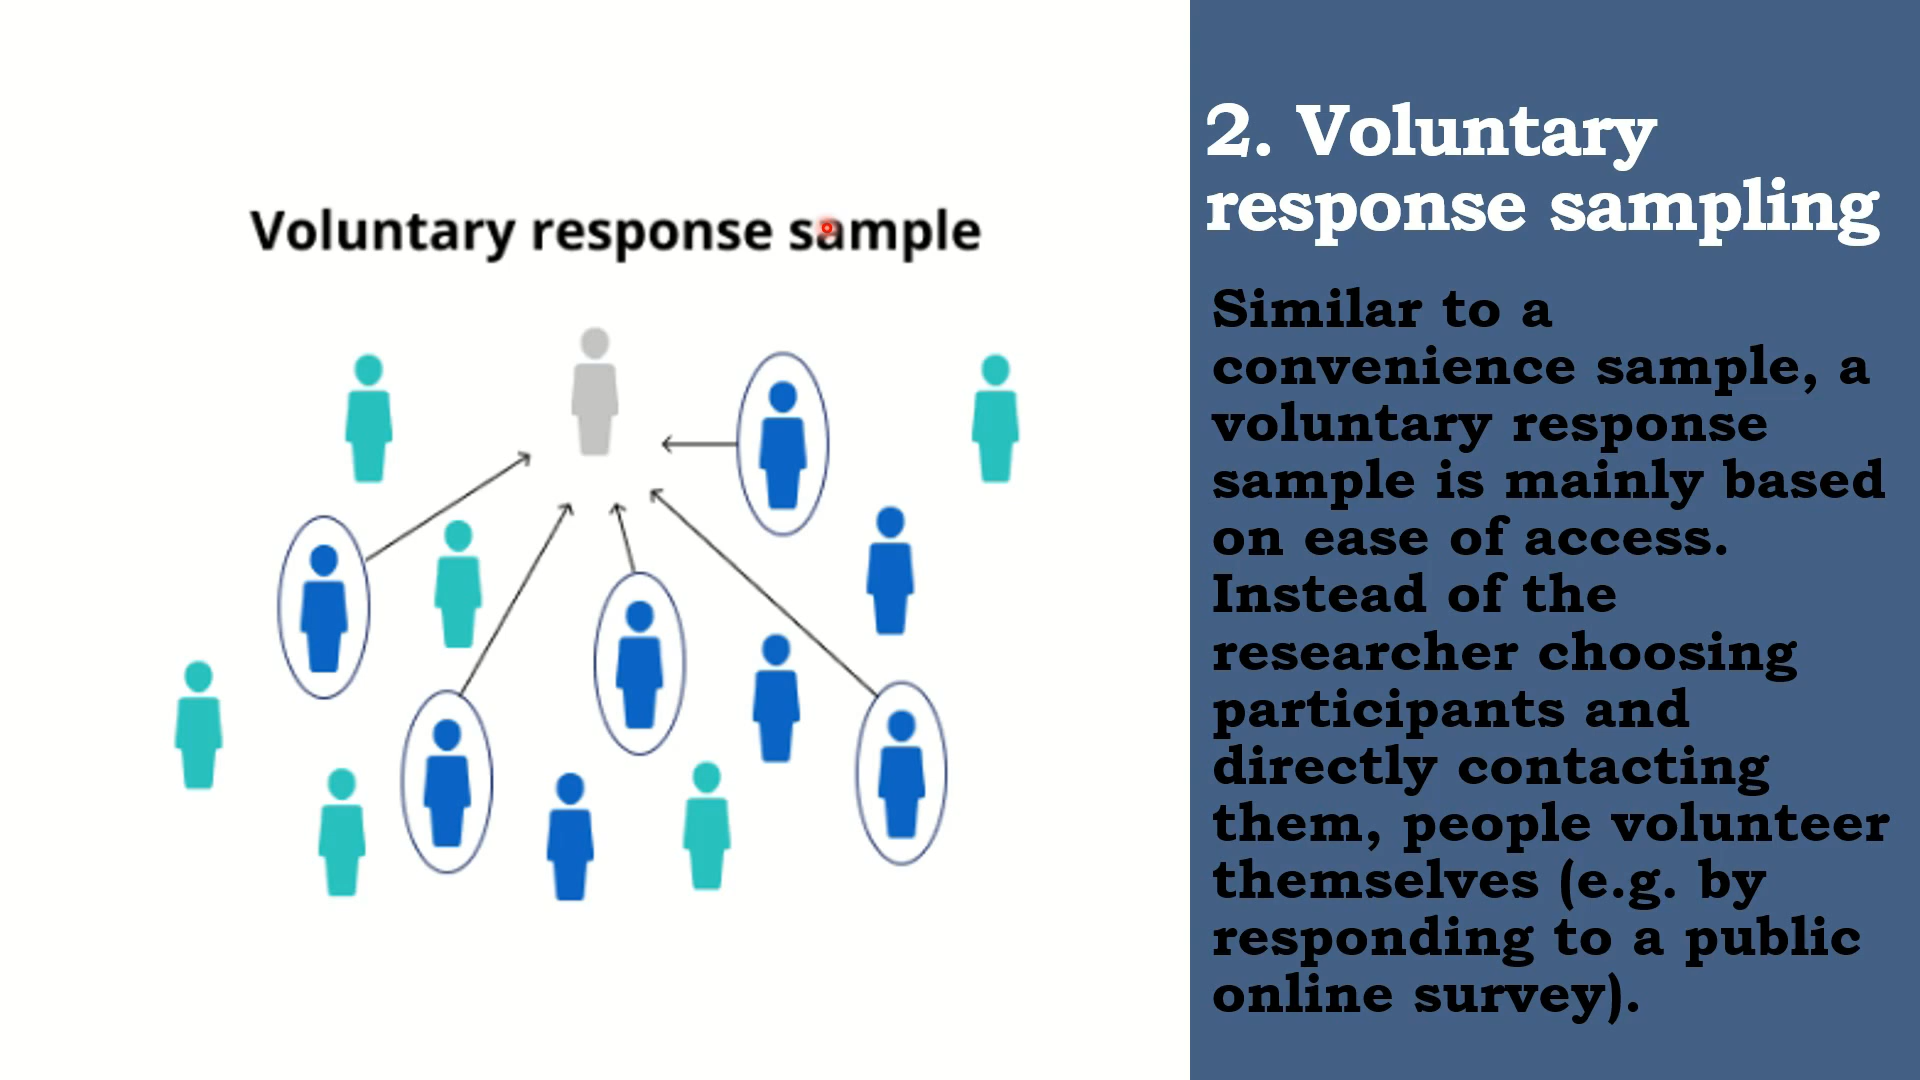 Voluntary response sample
2. Voluntary
response sampling
Similar to a
convenience sample, a
voluntary response
sample is mainly based
on ease of access.
Instead of the
researcher choosing
participants and
directly contacting
them, people volunteer
themselves (e.g. by
responding to a public
online survey).